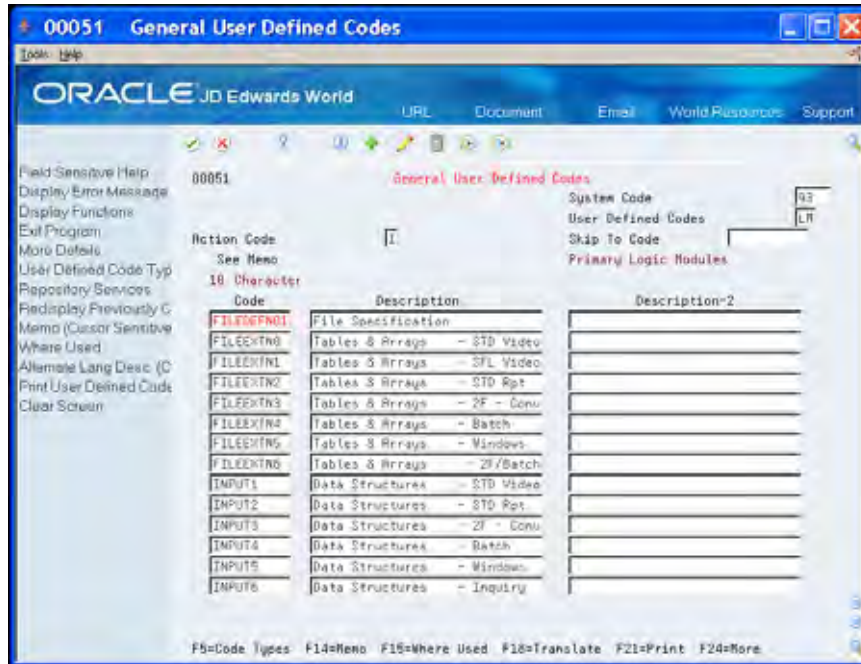 00051 General User Defined Codes
Tools Help
ORACLE JD Edwards World
URL Document Email World Resources Support
Field Sensitive Help
Display Error Message
Display Functions
Exit Program
More Details
User Defined Code Typ
Repository Services
Redisplay Previously C
Memo (Cursor Sensitive
Where Used
Alternate Lang Desc (C
Print User Defined Code
Clear Screen
00051 General User Defined Codes
System Code 93
User Defined Codes LM
Action Code I Skip To Code
See Memo Primary Logic Modules
10 Character
Code Description Description-2
FILEDEFN01 File Specification
FILEEXTN0 Tables & Arrays - STD Video
FILEEXTN1 Tables & Arrays - SFL Video
FILEEXTN2 Tables & Arrays - STD Rpt
FILEEXTN3 Tables & Arrays - 2F - Conv
FILEEXTN4 Tables & Arrays - Batch
FILEEXTN5 Tables & Arrays - Windows
FILEEXTN6 Tables & Arrays - 2F/Batch
INPUT1 Data Structures - STD Video
INPUT2 Data Structures - STD Rpt
INPUT3 Data Structures - 2F - Conv
INPUT4 Data Structures - Batch
INPUT5 Data Structures - Windows
INPUT6 Data Structures - Inquiry
F5=Code Types F14=Memo F15=Where Used F18=Translate F21=Print F24=More